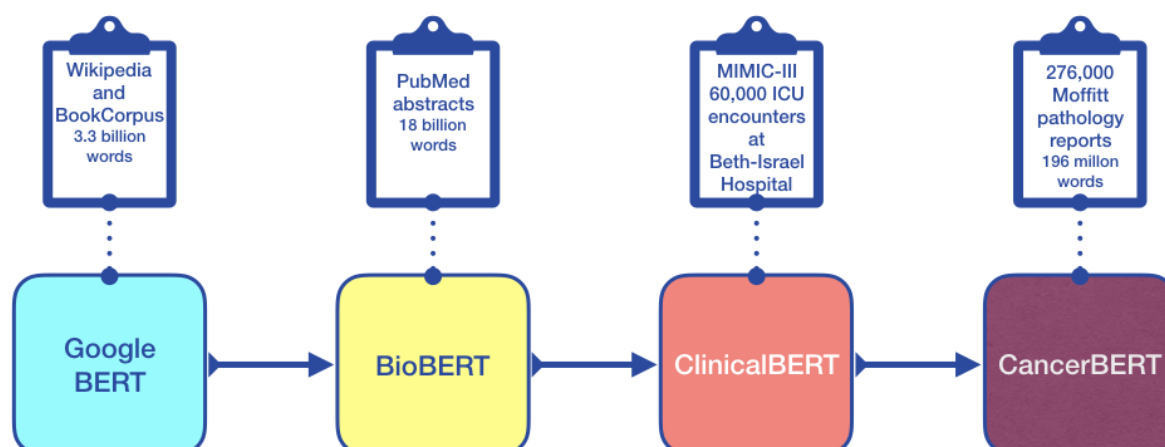 Wikipedia
and
BookCorpus
3.3 billion
words
PubMed
abstracts
18 billion
words
MIMIC-III
60,000 ICU
encounters
at
Beth-Israel
Hospital
276,000
Moffitt
pathology
reports
196 millon
words
Google
BERT
BioBERT
ClinicalBERT
CancerBERT